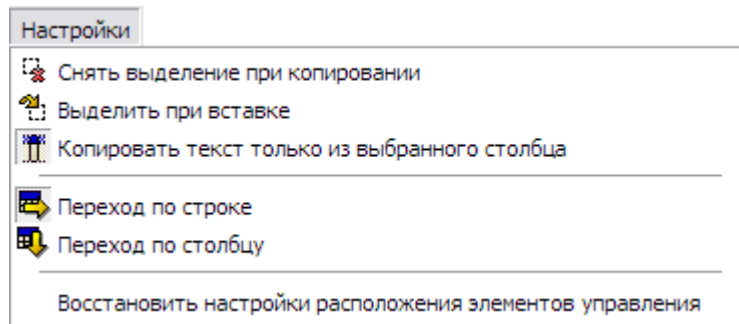 Настройки
Снять выделение при копировании
Выделить при вставке
Копировать текст только из выбранного столбца
Переход по строке
Переход по столбцу
Восстановить настройки расположения элементов управления